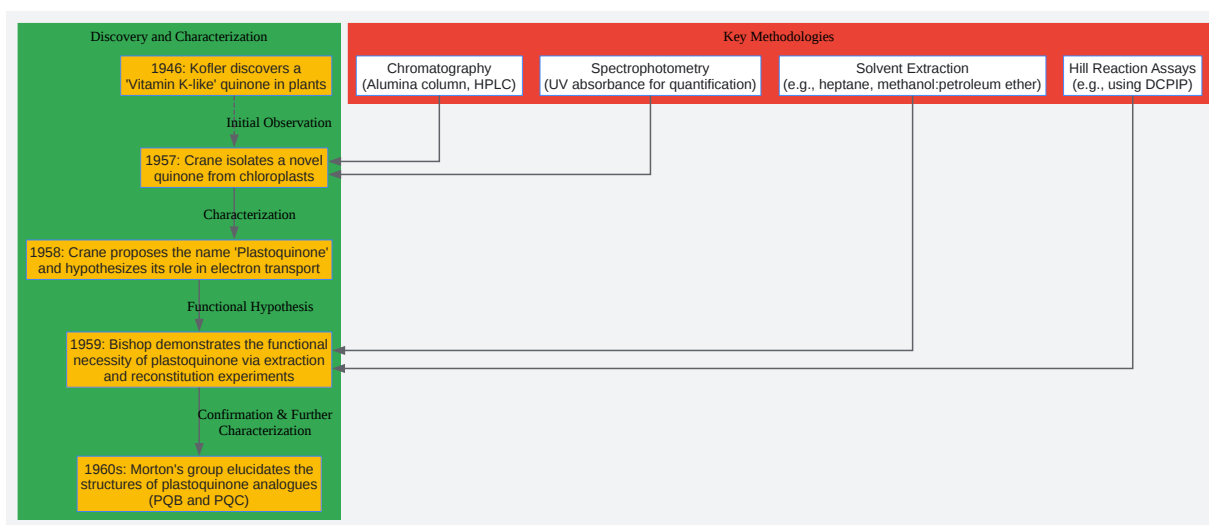 Discovery and Characterization
1946: Kofler discovers a
'Vitamin K-like' quinone in plants
Initial Observation
1957: Crane isolates a novel
quinone from chloroplasts
Characterization
1958: Crane proposes the name 'Plastoquinone'
and hypothesizes its role in electron transport
Functional Hypothesis
1959: Bishop demonstrates the functional
necessity of plastoquinone via extraction
and reconstitution experiments
Confirmation & Further
Characterization
1960s: Morton's group elucidates the
structures of plastoquinone analogues
(PQB and PQC)
Key Methodologies
Chromatography
(Alumina column, HPLC)
Spectrophotometry
(UV absorbance for quantification)
Solvent Extraction
(e.g., heptane, methanol:petroleum ether)
Hill Reaction Assays
(e.g., using DCPIP)